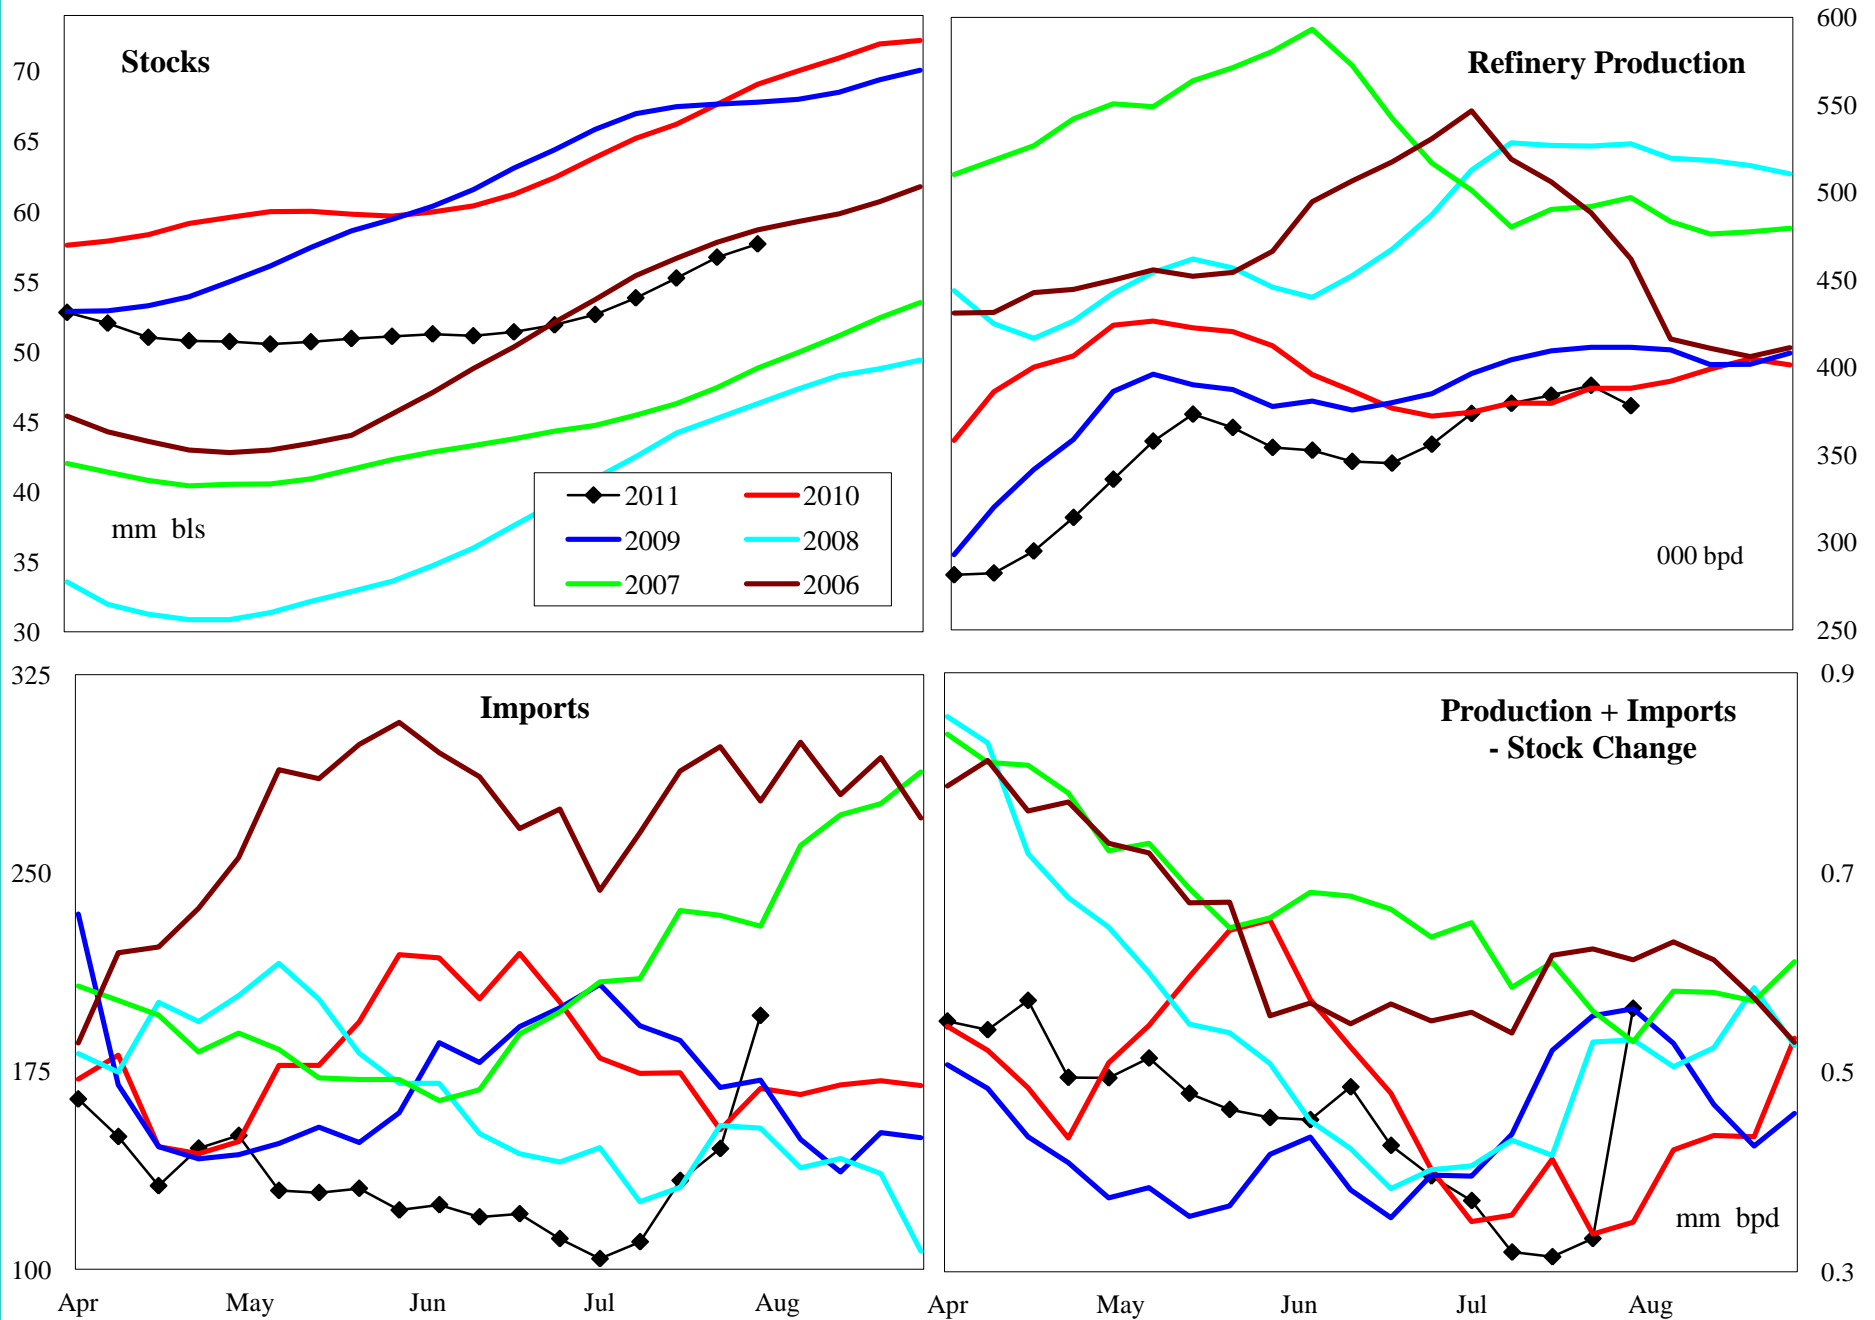 Stocks
70
65
60
55
50
45
40
35
30
mm bls
2011 2010
2009 2008
2007 2006
Refinery Production
600
550
500
450
400
350
300
250
000 bpd
Imports
325
250
175
100
Apr May Jun Jul Aug
Production + Imports
- Stock Change
0.9
0.7
0.5
0.3
mm bpd
Apr May Jun Jul Aug